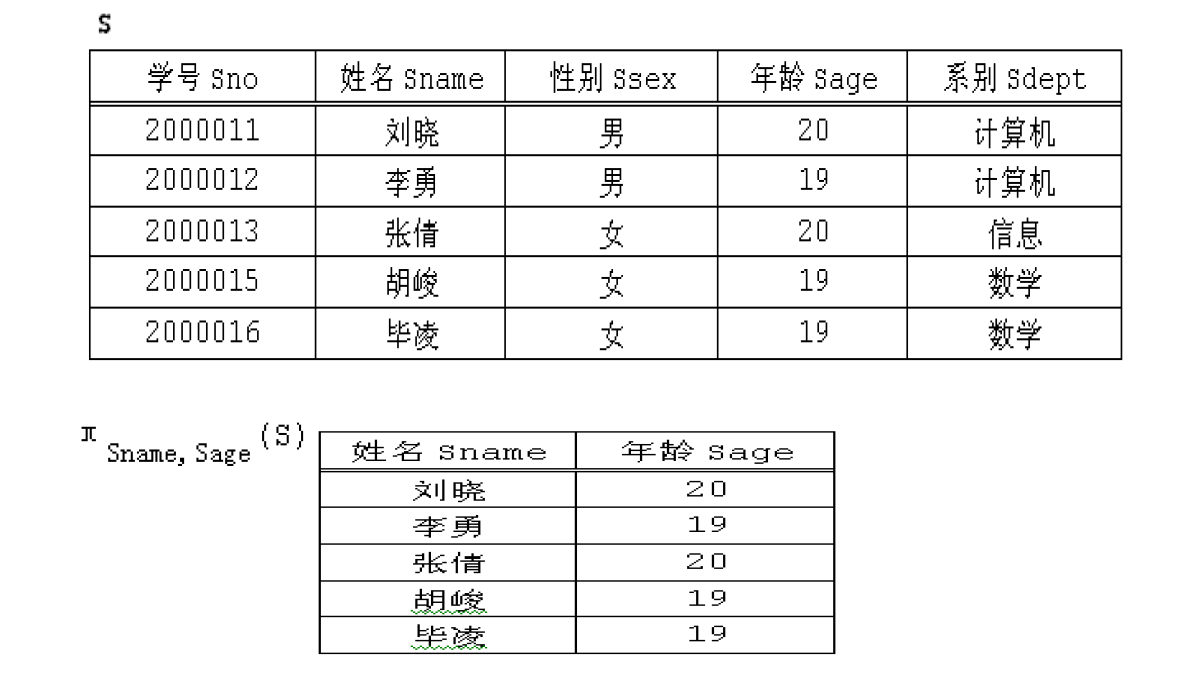 S
学号 Sno 姓名 Sname 性别 Ssex 年龄 Sage 系别 Sdept
2000011 刘晓 男 20 计算机
2000012 李勇 男 19 计算机
2000013 张倩 女 20 信息
2000015 胡峻 女 19 数学
2000016 毕凌 女 19 数学
π Sname, Sage (S)
姓名 Sname 年龄 Sage
刘晓 20
李勇 19
张倩 20
胡峻 19
毕凌 19